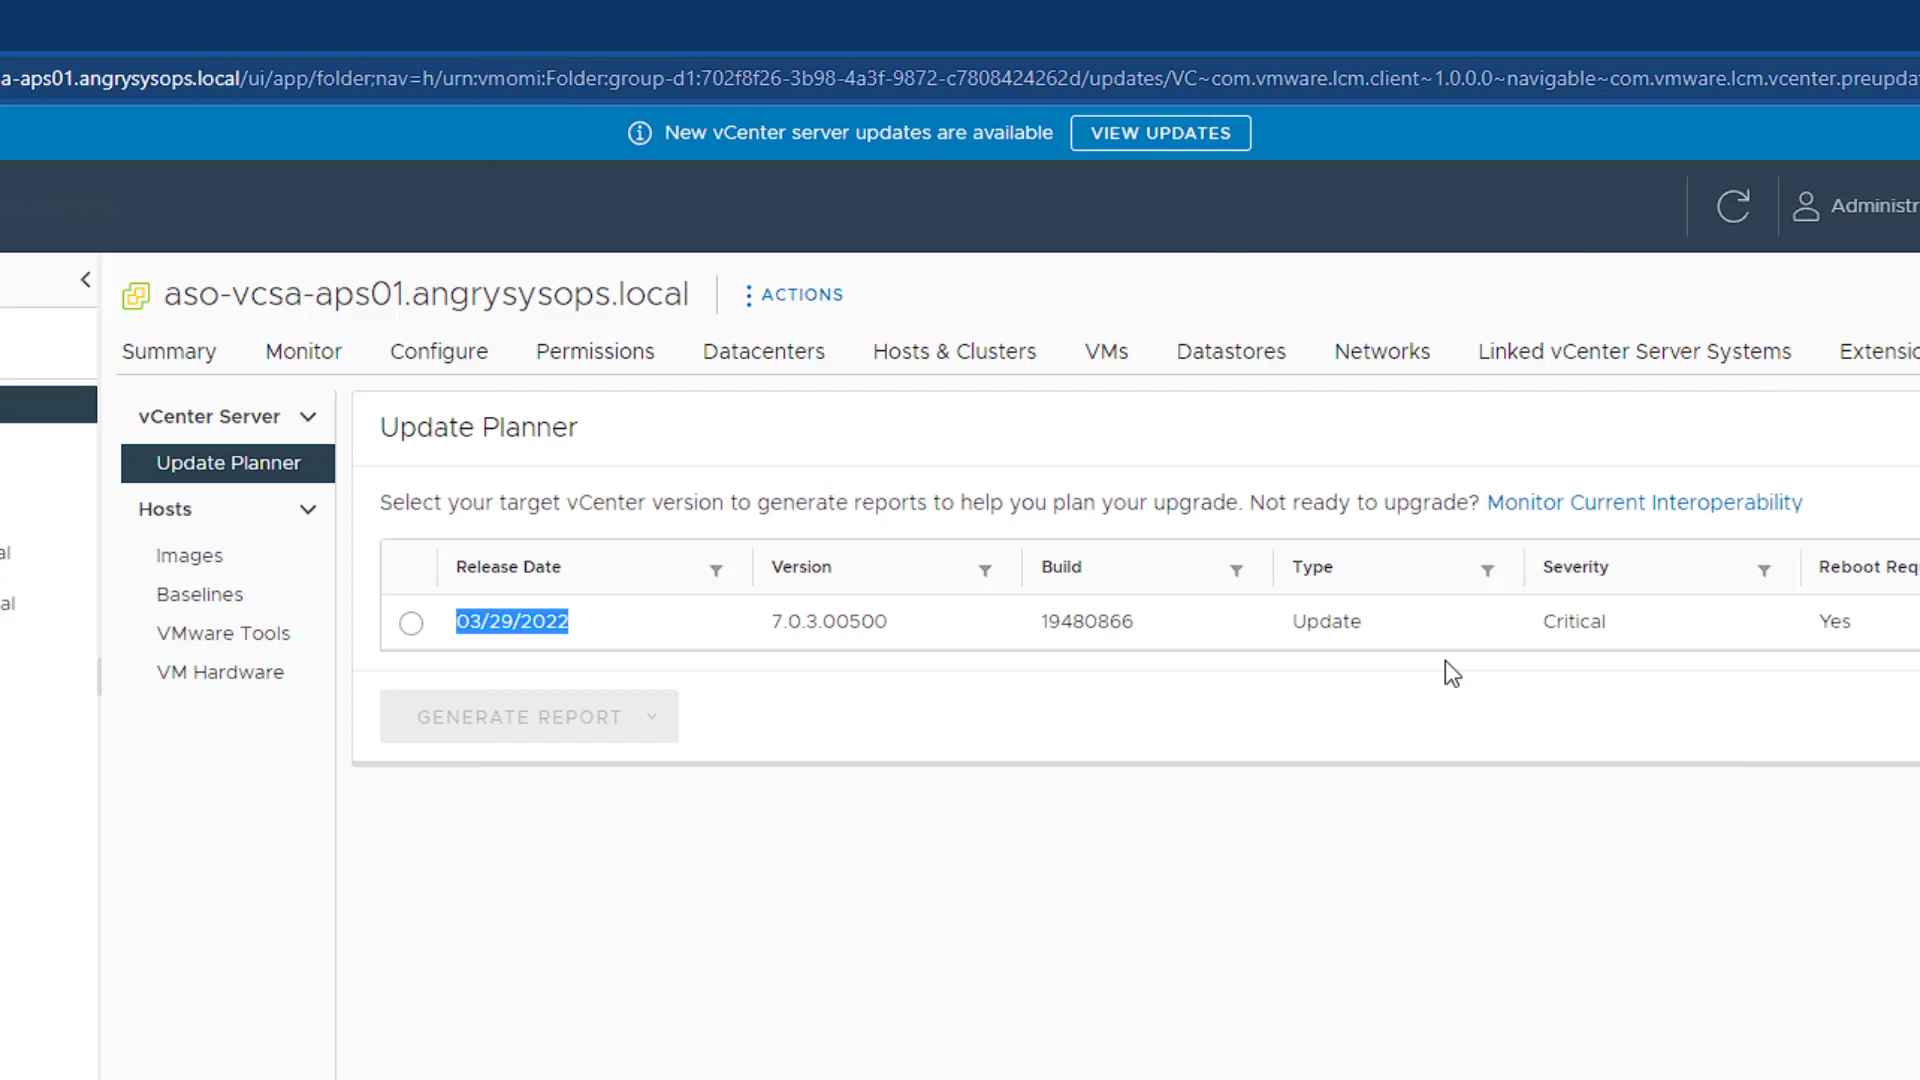 a-aps01.angrysysops.local/ui/app/folder;nav=h/urn:vmomi:Folder:group-d1:702f8f26-3b98-4a3f-9872-c7808424262d/updates/VC~com.vmware.lcm.client~1.0.0.0~navigable~com.vmware.lcm.vcenter.preupda
New vCenter server updates are available VIEW UPDATES
Administr
aso-vcsa-aps01.angrysysops.local ACTIONS
Summary Monitor Configure Permissions Datacenters Hosts & Clusters VMs Datastores Networks Linked vCenter Server Systems Extensio
vCenter Server
Update Planner
Hosts
Images
Baselines
VMware Tools
VM Hardware
al
al
Update Planner
Select your target vCenter version to generate reports to help you plan your upgrade. Not ready to upgrade? Monitor Current Interoperability
Release Date Version Build Type Severity Reboot Req
03/29/2022 7.0.3.00500 19480866 Update Critical Yes
GENERATE REPORT